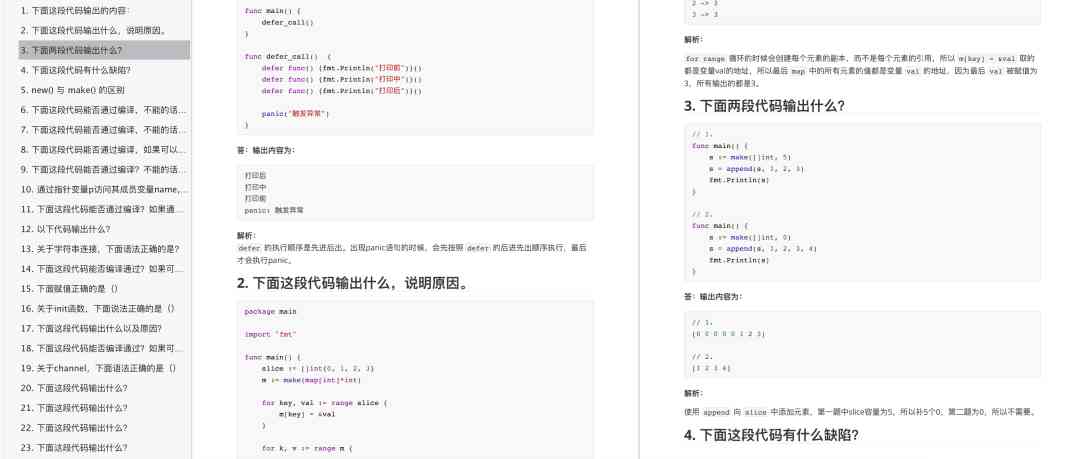 1. 下面这段代码输出的内容:
2. 下面这段代码输出什么，说明原因。
3. 下面两段代码输出什么?
4. 下面这段代码有什么缺陷?
5. new() 与 make() 的区别
6. 下面这段代码能否通过编译，不能的话...
7. 下面这段代码能否通过编译，不能的话...
8. 下面这段代码能否通过编译，如果可以...
9. 下面这段代码能否通过编译？不能的话...
10. 通过指针变量p访问其成员变量name,...
11. 下面这段代码能否通过编译？如果通...
12. 以下代码输出什么?
13. 关于字符串连接，下面语法正确的是?
14. 下面这段代码能否编译通过？如果可...
15. 下面赋值正确的是（）
16. 关于init函数，下面说法正确的是（）
17. 下面这段代码输出什么以及原因?
18. 下面这段代码能否编译通过？如果可...
19. 关于channel，下面语法正确的是（）
20. 下面这段代码输出什么?
21. 下面这段代码输出什么?
22. 下面这段代码输出什么?
23. 下面这段代码输出什么?
func main() {
defer_call()
}
func defer_call() {
defer func() {fmt.Println("打印前")}()
defer func() {fmt.Println("打印中")}()
defer func() {fmt.Println("打印后")}()
panic("触发异常")
}
答：输出内容为：
打印后
打印中
打印前
panic: 触发异常
解析：
defer 的执行顺序是先进后出。出现panic语句的时候，会先按照 defer 的后进先出顺序执行，最后
才会执行panic。
2. 下面这段代码输出什么，说明原因。
package main
import "fmt"
func main() {
slice := []int{0, 1, 2, 3}
m := make(map[int]*int)
for key, val := range slice {
m[key] = &val
}
for k, v := range m {
2 -> 3
3 -> 3
解析：
for range 循环的时候会创建每个元素的副本，而不是每个元素的引用，所以 m[key] = &val 取的
都是变量val的地址，所以最后 map 中的所有元素的值都是变量 val 的地址，因为最后 val 被赋值为
3，所有输出的都是3。
3. 下面两段代码输出什么？
// 1.
func main() {
s := make([]int, 5)
s = append(s, 1, 2, 3)
fmt.Println(s)
}
// 2.
func main() {
s := make([]int, 0)
s = append(s, 1, 2, 3, 4)
fmt.Println(s)
}
答：输出内容为：
// 1.
[0 0 0 0 0 1 2 3]
// 2.
[1 2 3 4]
解析：
使用 append 向 slice 中添加元素，第一题中slice容量为5，所以补5个0，第二题为0，所以不需要。
4. 下面这段代码有什么缺陷？